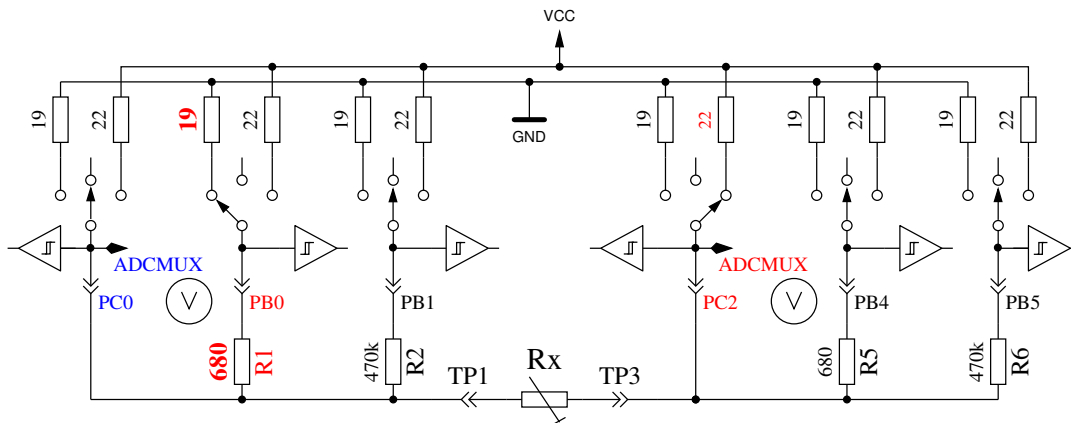 VCC
19
22
19
22
19
22
GND
19
22
19
22
19
22
ADCMUX
ADCMUX
PC0
V
PB0
PB1
PC2
V
PB4
PB5
680
R1
470k
R2
TP1
Rx
TP3
680
R5
470k
R6